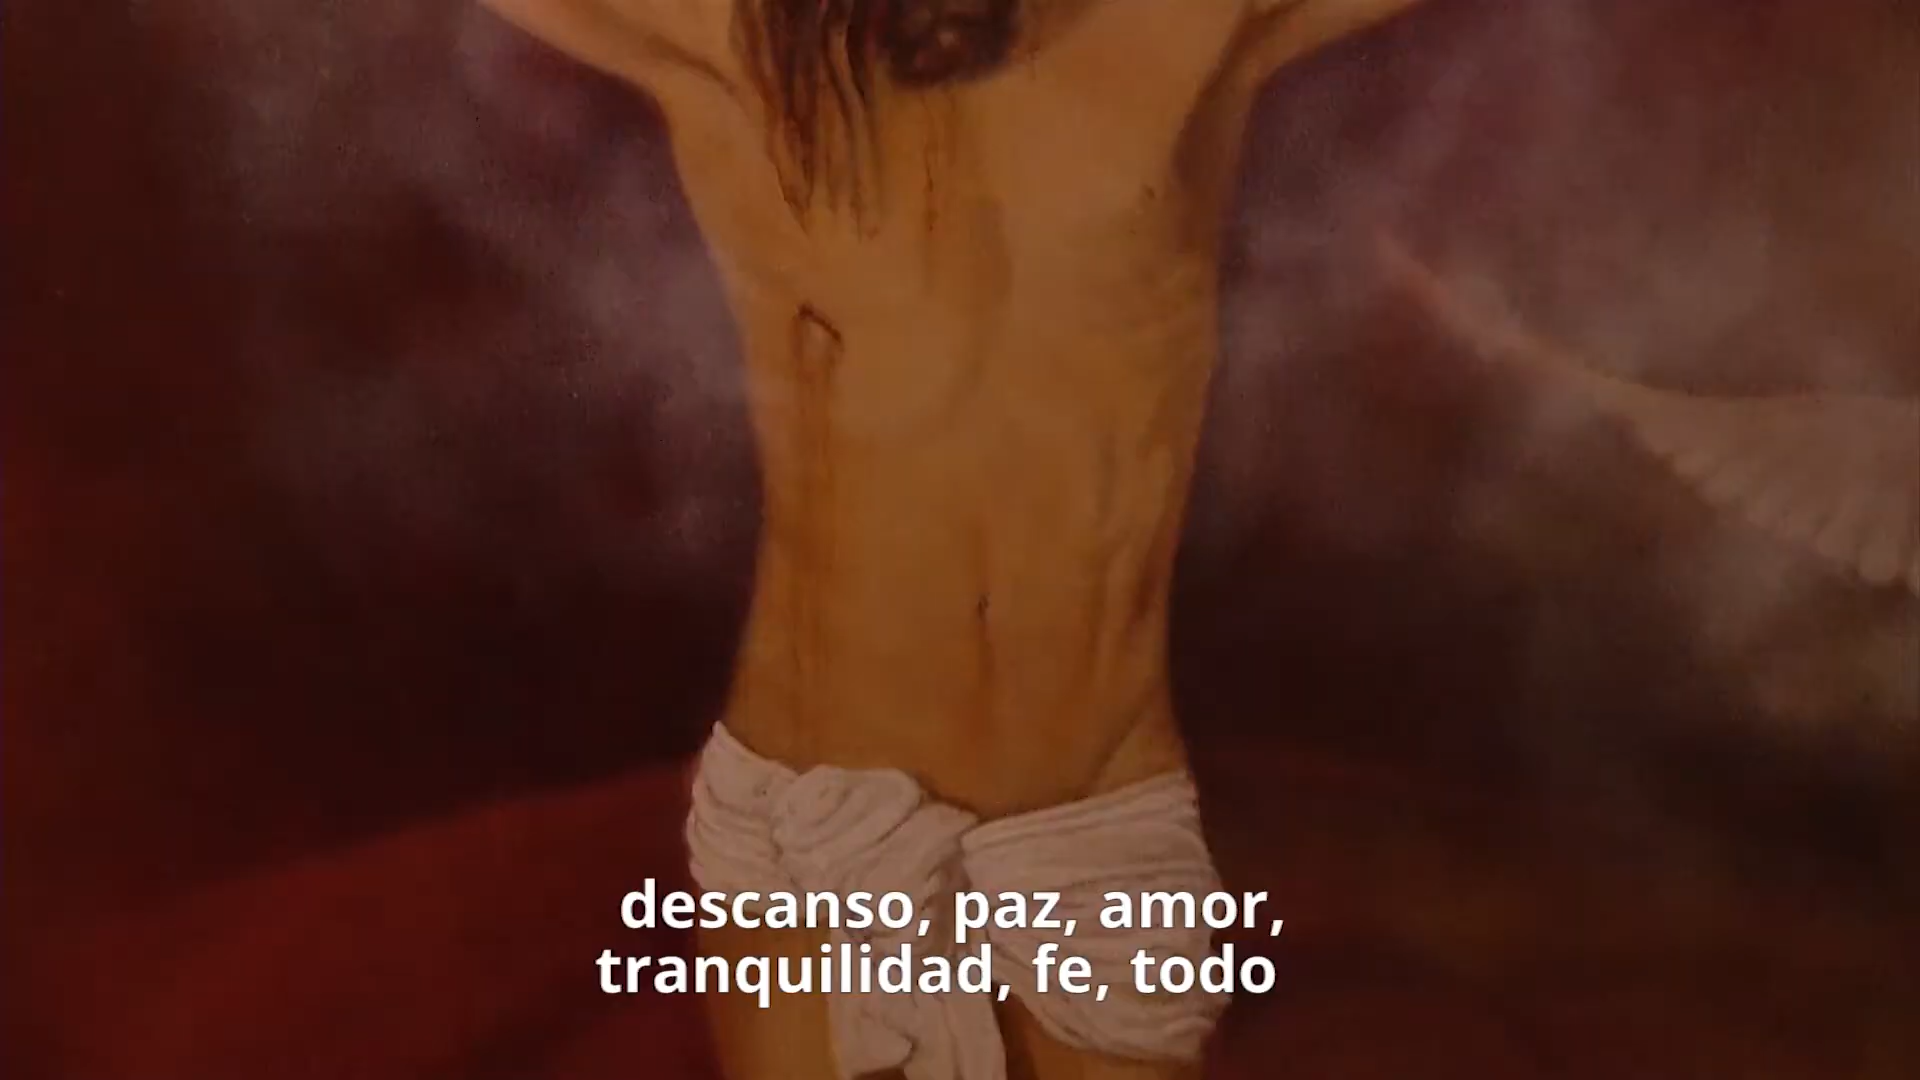 descanso, paz, amor,
tranquilidad, fe, todo